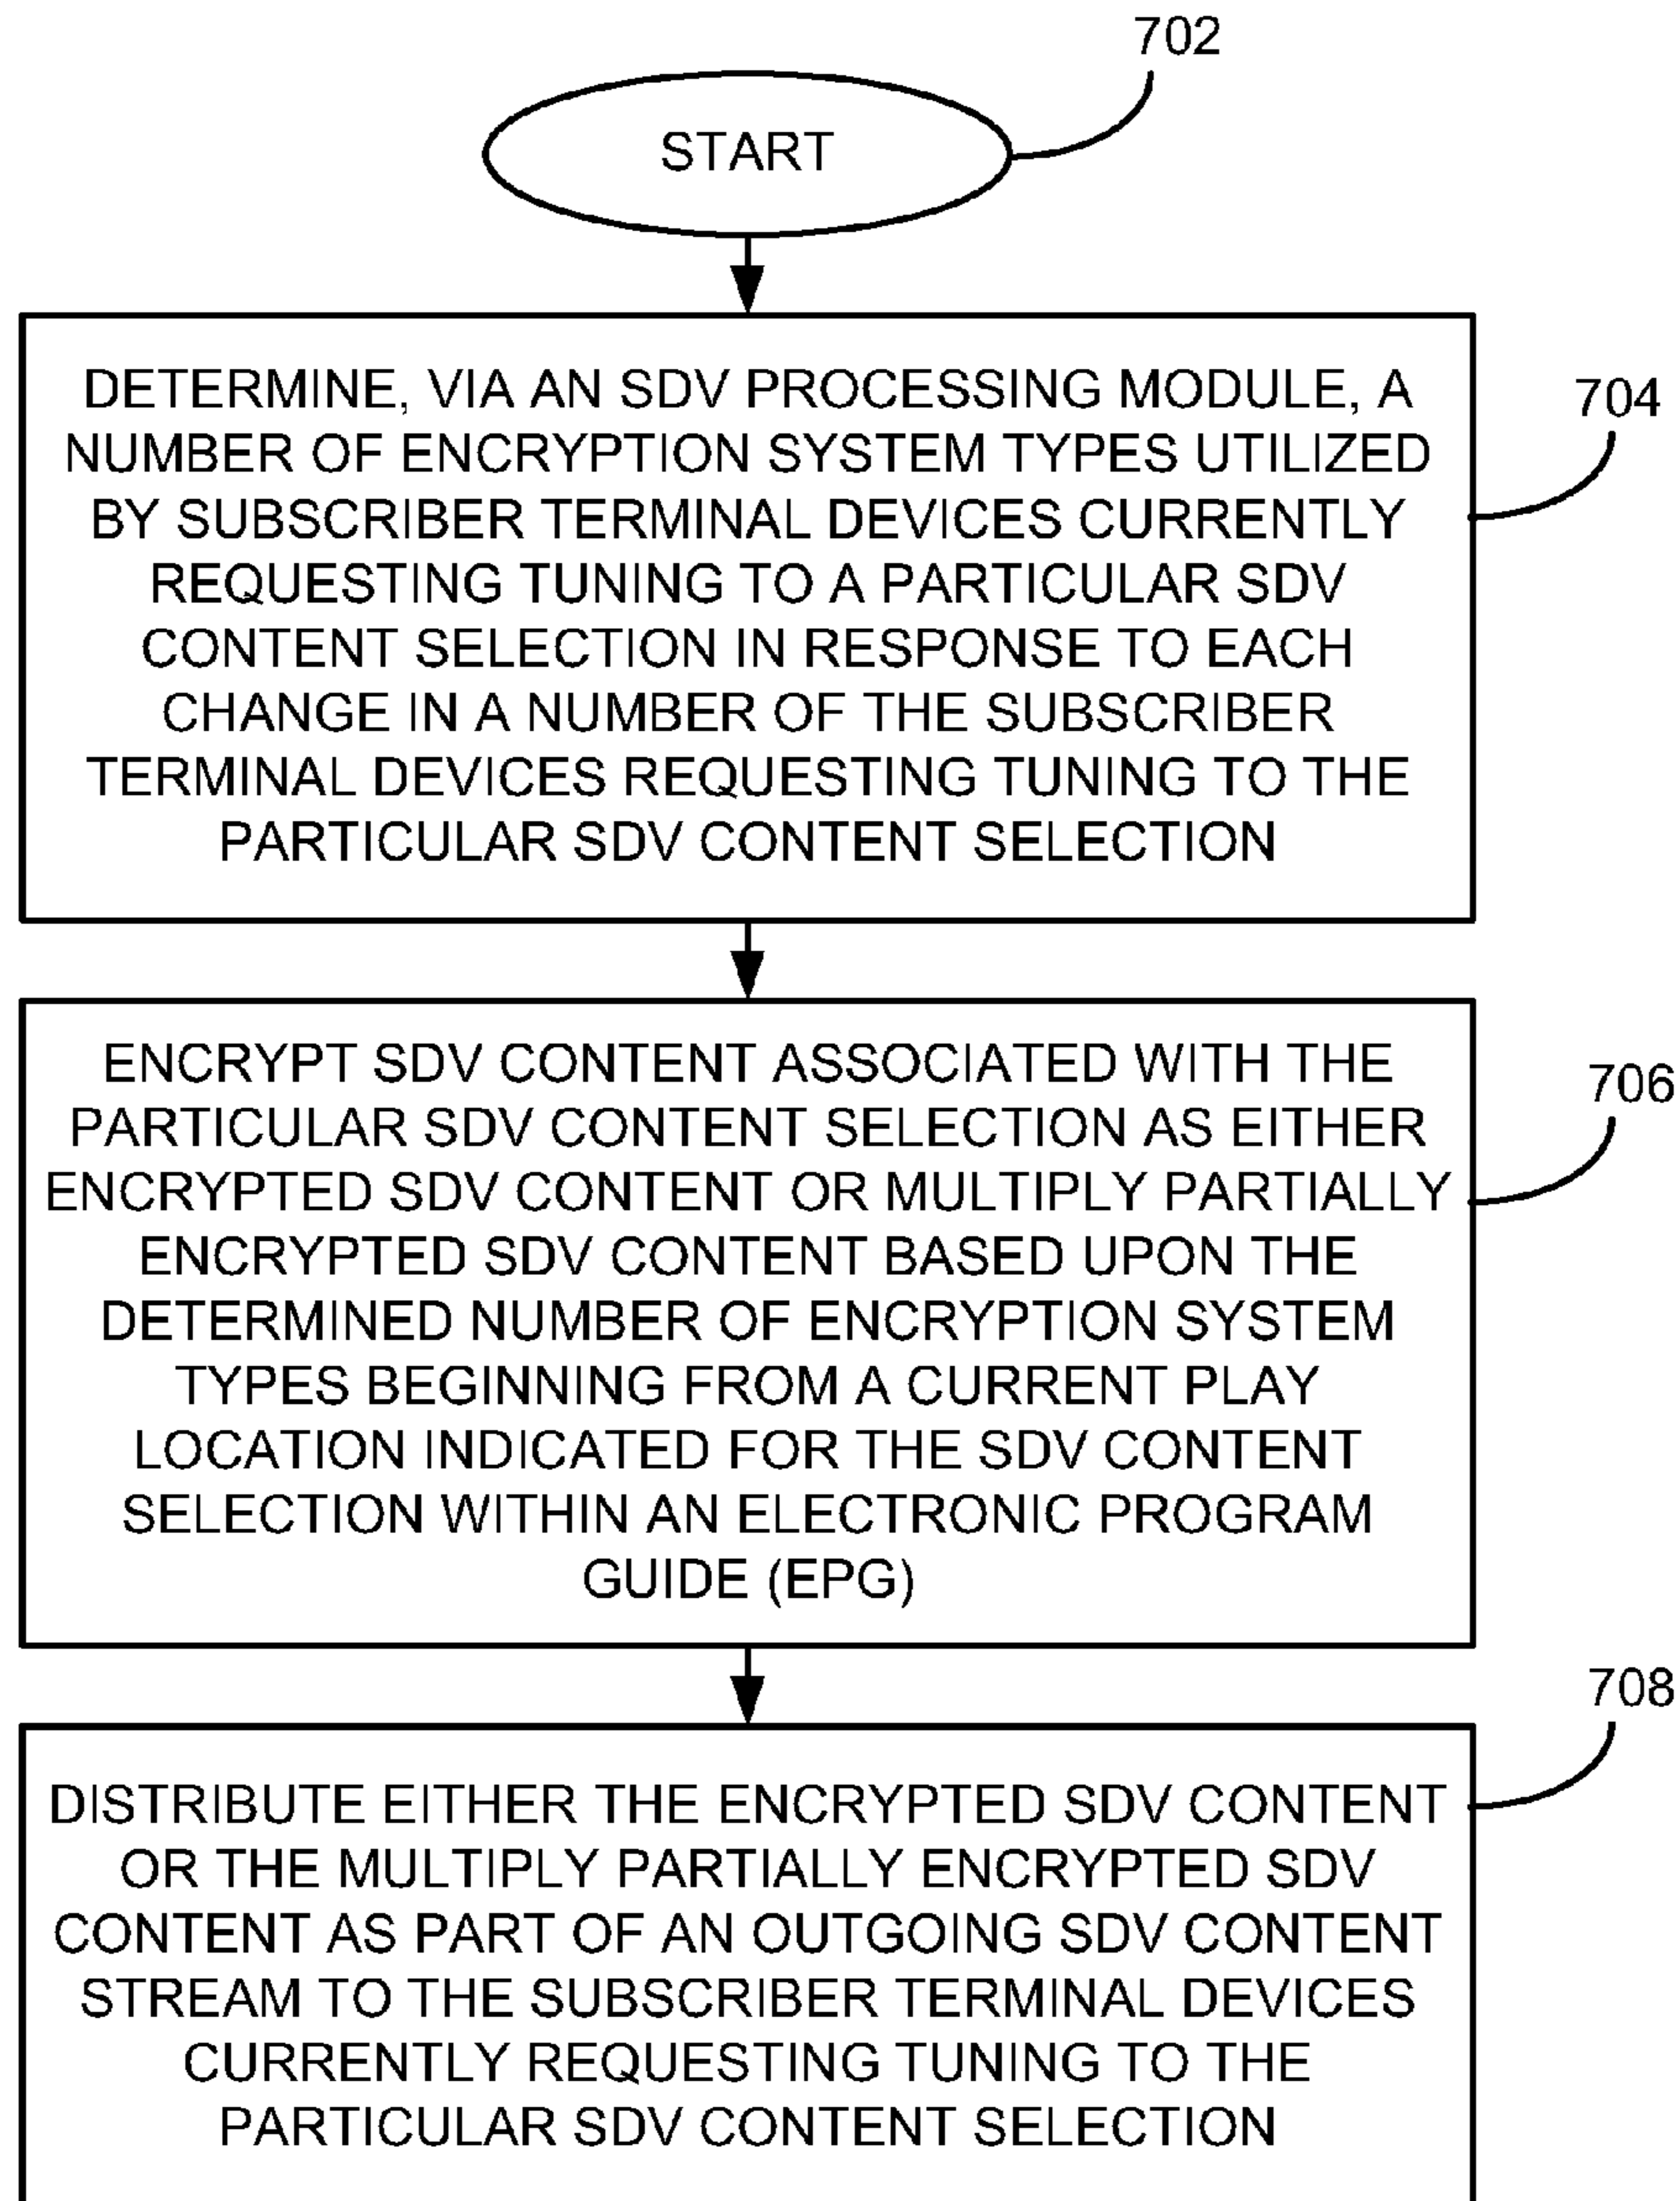 702
START
DETERMINE, VIA AN SDV PROCESSING MODULE, A
NUMBER OF ENCRYPTION SYSTEM TYPES UTILIZED
BY SUBSCRIBER TERMINAL DEVICES CURRENTLY
REQUESTING TUNING TO A PARTICULAR SDV
CONTENT SELECTION IN RESPONSE TO EACH
CHANGE IN A NUMBER OF THE SUBSCRIBER
TERMINAL DEVICES REQUESTING TUNING TO THE
PARTICULAR SDV CONTENT SELECTION
704
ENCRYPT SDV CONTENT ASSOCIATED WITH THE
PARTICULAR SDV CONTENT SELECTION AS EITHER
ENCRYPTED SDV CONTENT OR MULTIPLY PARTIALLY
ENCRYPTED SDV CONTENT BASED UPON THE
DETERMINED NUMBER OF ENCRYPTION SYSTEM
TYPES BEGINNING FROM A CURRENT PLAY
LOCATION INDICATED FOR THE SDV CONTENT
SELECTION WITHIN AN ELECTRONIC PROGRAM
GUIDE (EPG)
706
DISTRIBUTE EITHER THE ENCRYPTED SDV CONTENT
OR THE MULTIPLY PARTIALLY ENCRYPTED SDV
CONTENT AS PART OF AN OUTGOING SDV CONTENT
STREAM TO THE SUBSCRIBER TERMINAL DEVICES
CURRENTLY REQUESTING TUNING TO THE
PARTICULAR SDV CONTENT SELECTION
708